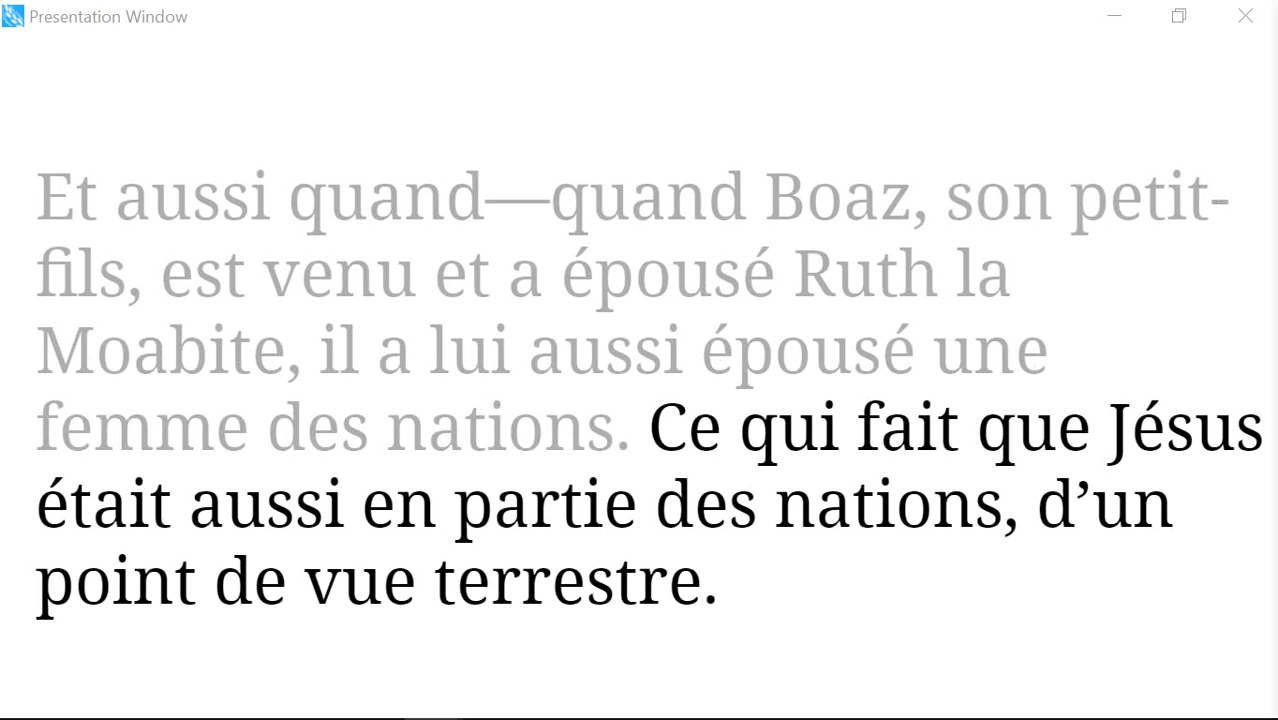 Presentation Window
Et aussi quand—quand Boaz, son petit-
fils, est venu et a épousé Ruth la
Moabite, il a lui aussi épousé une
femme des nations. Ce qui fait que Jésus
était aussi en partie des nations, d’un
point de vue terrestre.